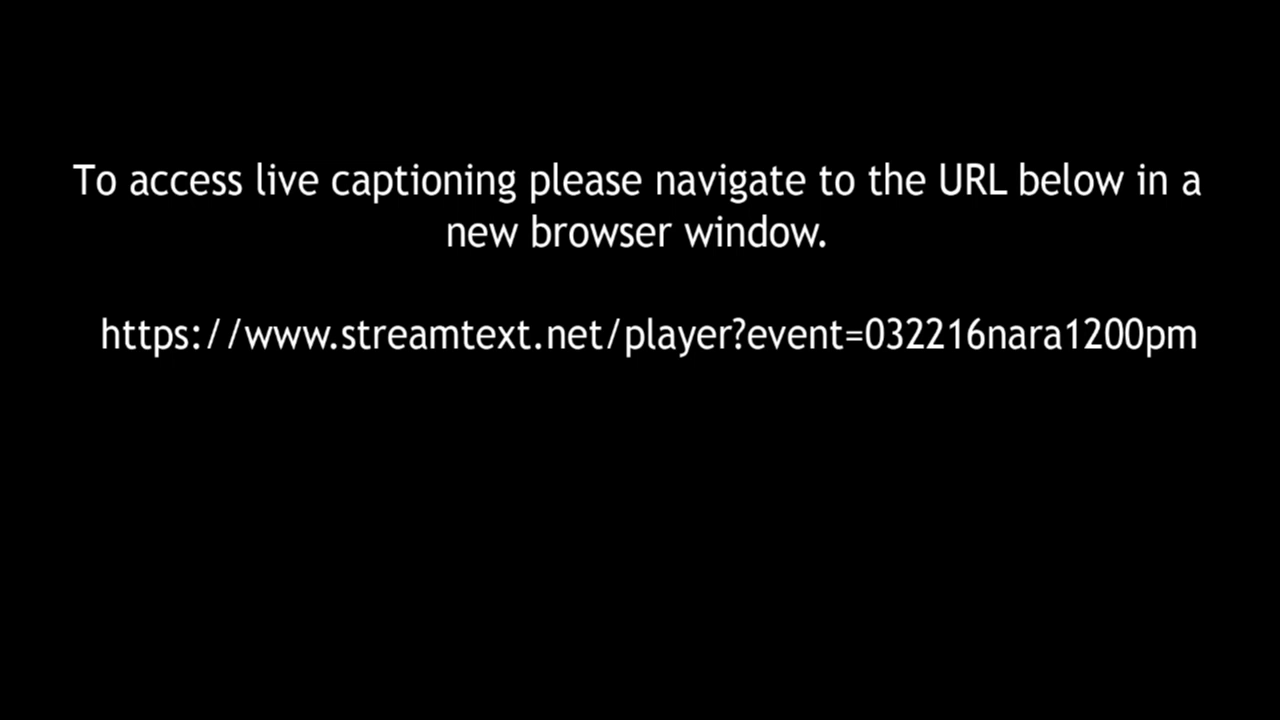 To access live captioning please navigate to the URL below in a
new browser window.
https://www.streamtext.net/player?event=032216nara1200pm